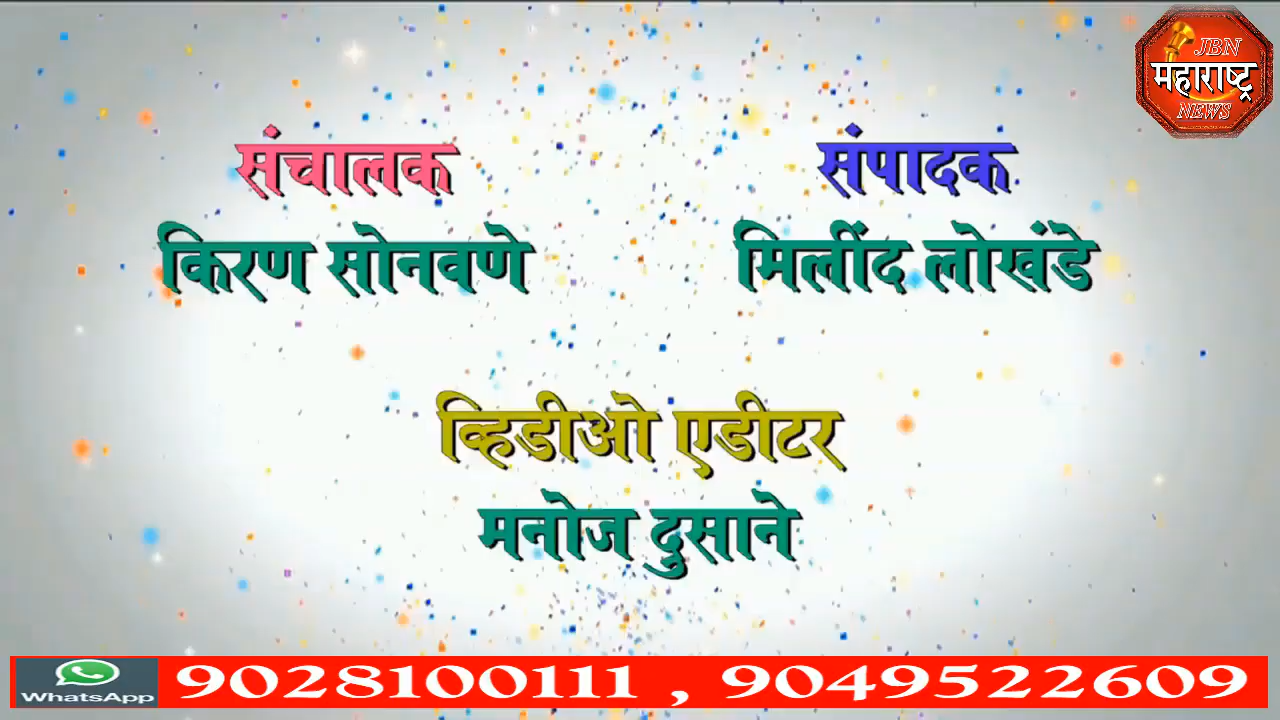 JBN
महाराष्ट्र
NEWS
संचालक
किरण सोनवणे
संपादक
मिलींद लोखंडे
व्हिडीओ एडीटर
मनोज दुसाने
WhatsApp 9028100111 , 9049522609